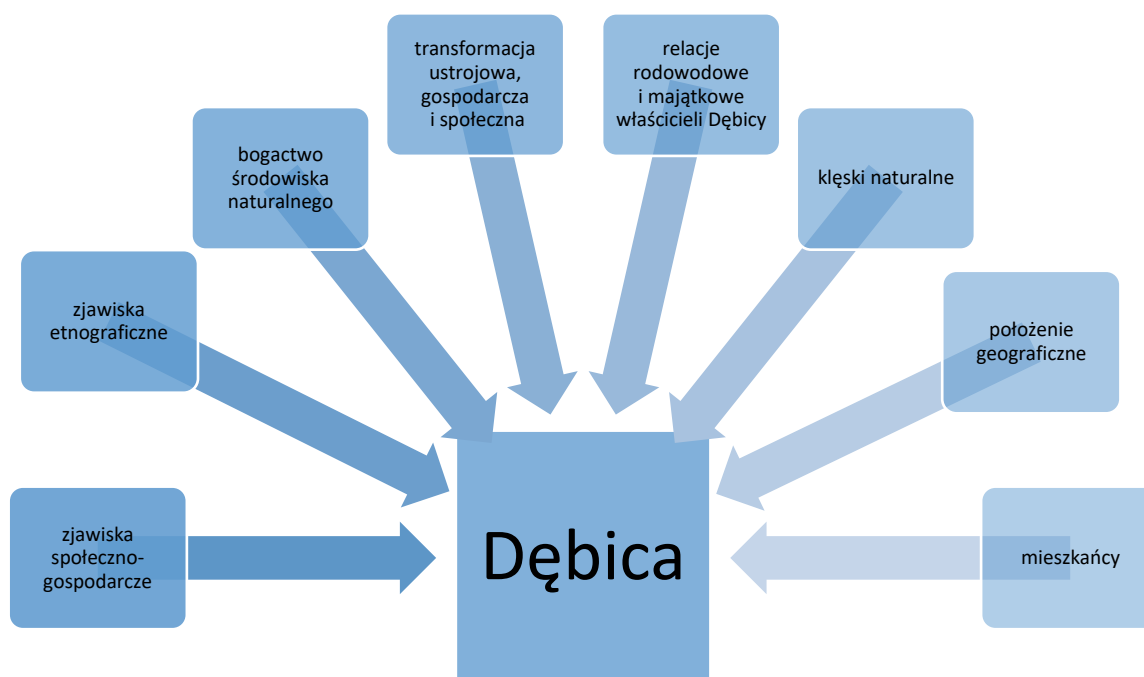 transformacja
ustrojowa,
gospodarcza
i społeczna
relacje
rodowodowe
i majątkowe
właścicieli Dębicy
bogactwo
środowiska
naturalnego
klęski naturalne
zjawiska
etnograficzne
położenie
geograficzne
zjawiska
społeczno-
gospodarcze
Dębica
mieszkańcy